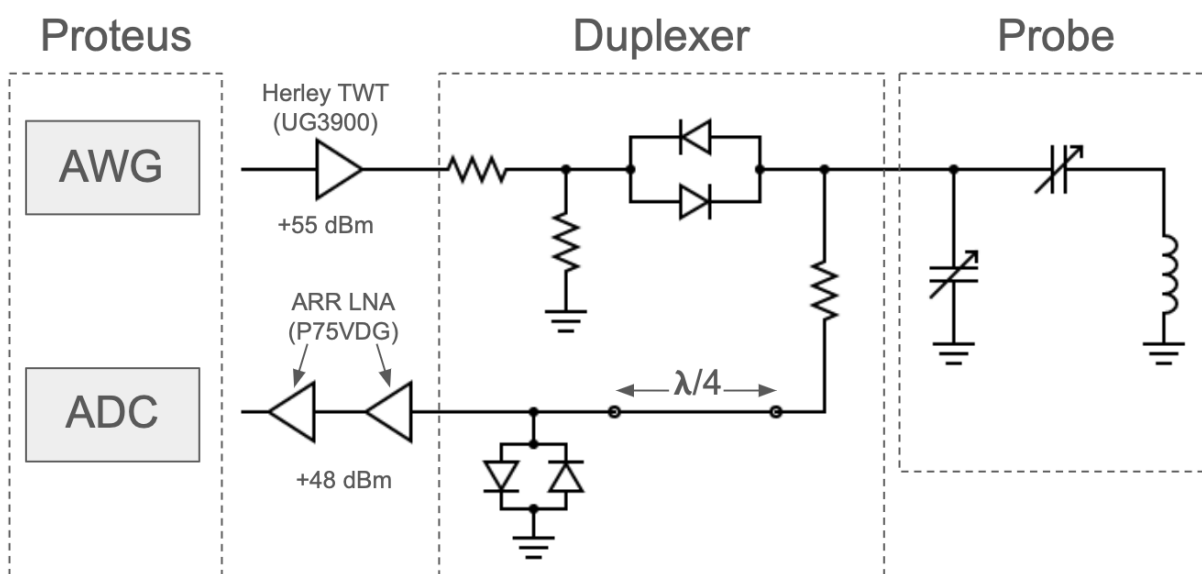 Proteus
Duplexer
Probe
Herley TWT
(UG3900)
AWG
+55 dBm
ARR LNA
(P75VDG)
λ/4
ADC
+48 dBm